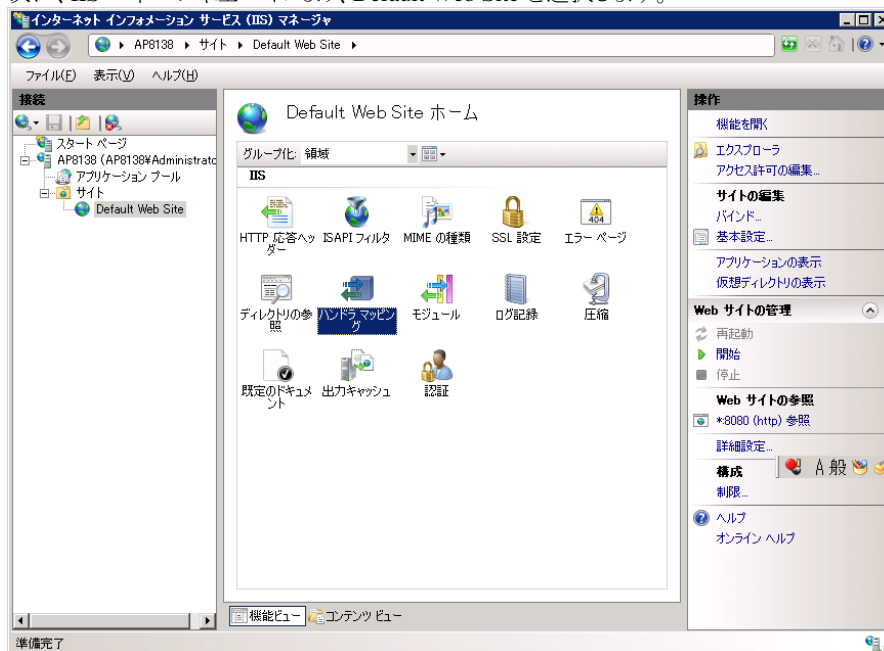 インターネット インフォメーション サービス (IIS) マネージャ
AP8138 ▸ サイト ▸ Default Web Site ▸
ファイル(F) 表示(V) ヘルプ(H)
接続
スタート ページ
AP8138 (AP8138¥Administrato
アプリケーション プール
サイト
Default Web Site
Default Web Site ホーム
グループ化: 領域
IIS
HTTP 応答ヘッダー
ISAPI フィルタ
MIME の種類
SSL 設定
404
エラー ページ
ディレクトリの参照
ハンドラ マッピング
モジュール
ログ記録
圧縮
既定のドキュメント
出力キャッシュ
認証
機能ビュー
コンテンツ ビュー
操作
機能を開く
エクスプローラ
アクセス許可の編集...
サイトの編集
バインド...
基本設定...
アプリケーションの表示
仮想ディレクトリの表示
Web サイトの管理
再起動
開始
停止
Web サイトの参照
*:8080 (http) 参照
詳細設定...
構成
A 般
制限...
ヘルプ
オンライン ヘルプ
準備完了